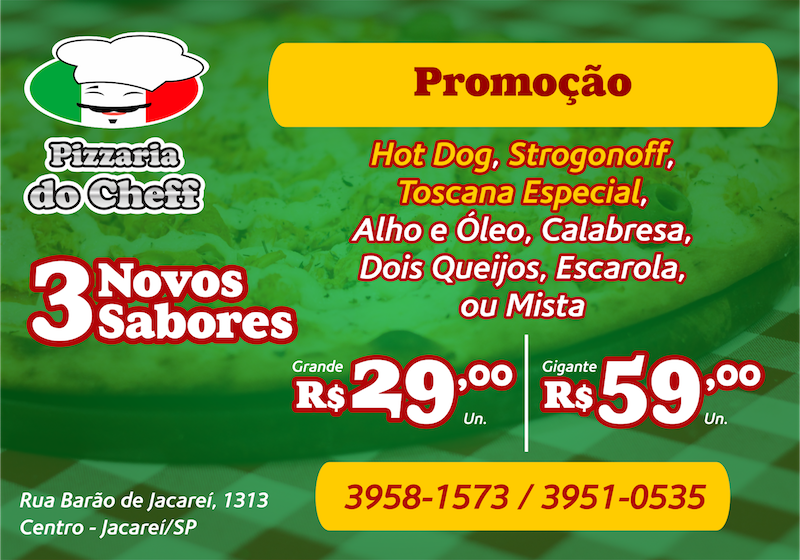 Pizzaria
do Cheff
Promoção
Hot Dog, Strogonoff,
Toscana Especial,
Alho e Óleo, Calabresa,
Dois Queijos, Escarola,
ou Mista
3 Novos
Sabores
Grande
R$29,00
Un.
Gigante
R$59,00
Un.
Rua Barão de Jacareí, 1313
Centro - Jacareí/SP
3958-1573 / 3951-0535